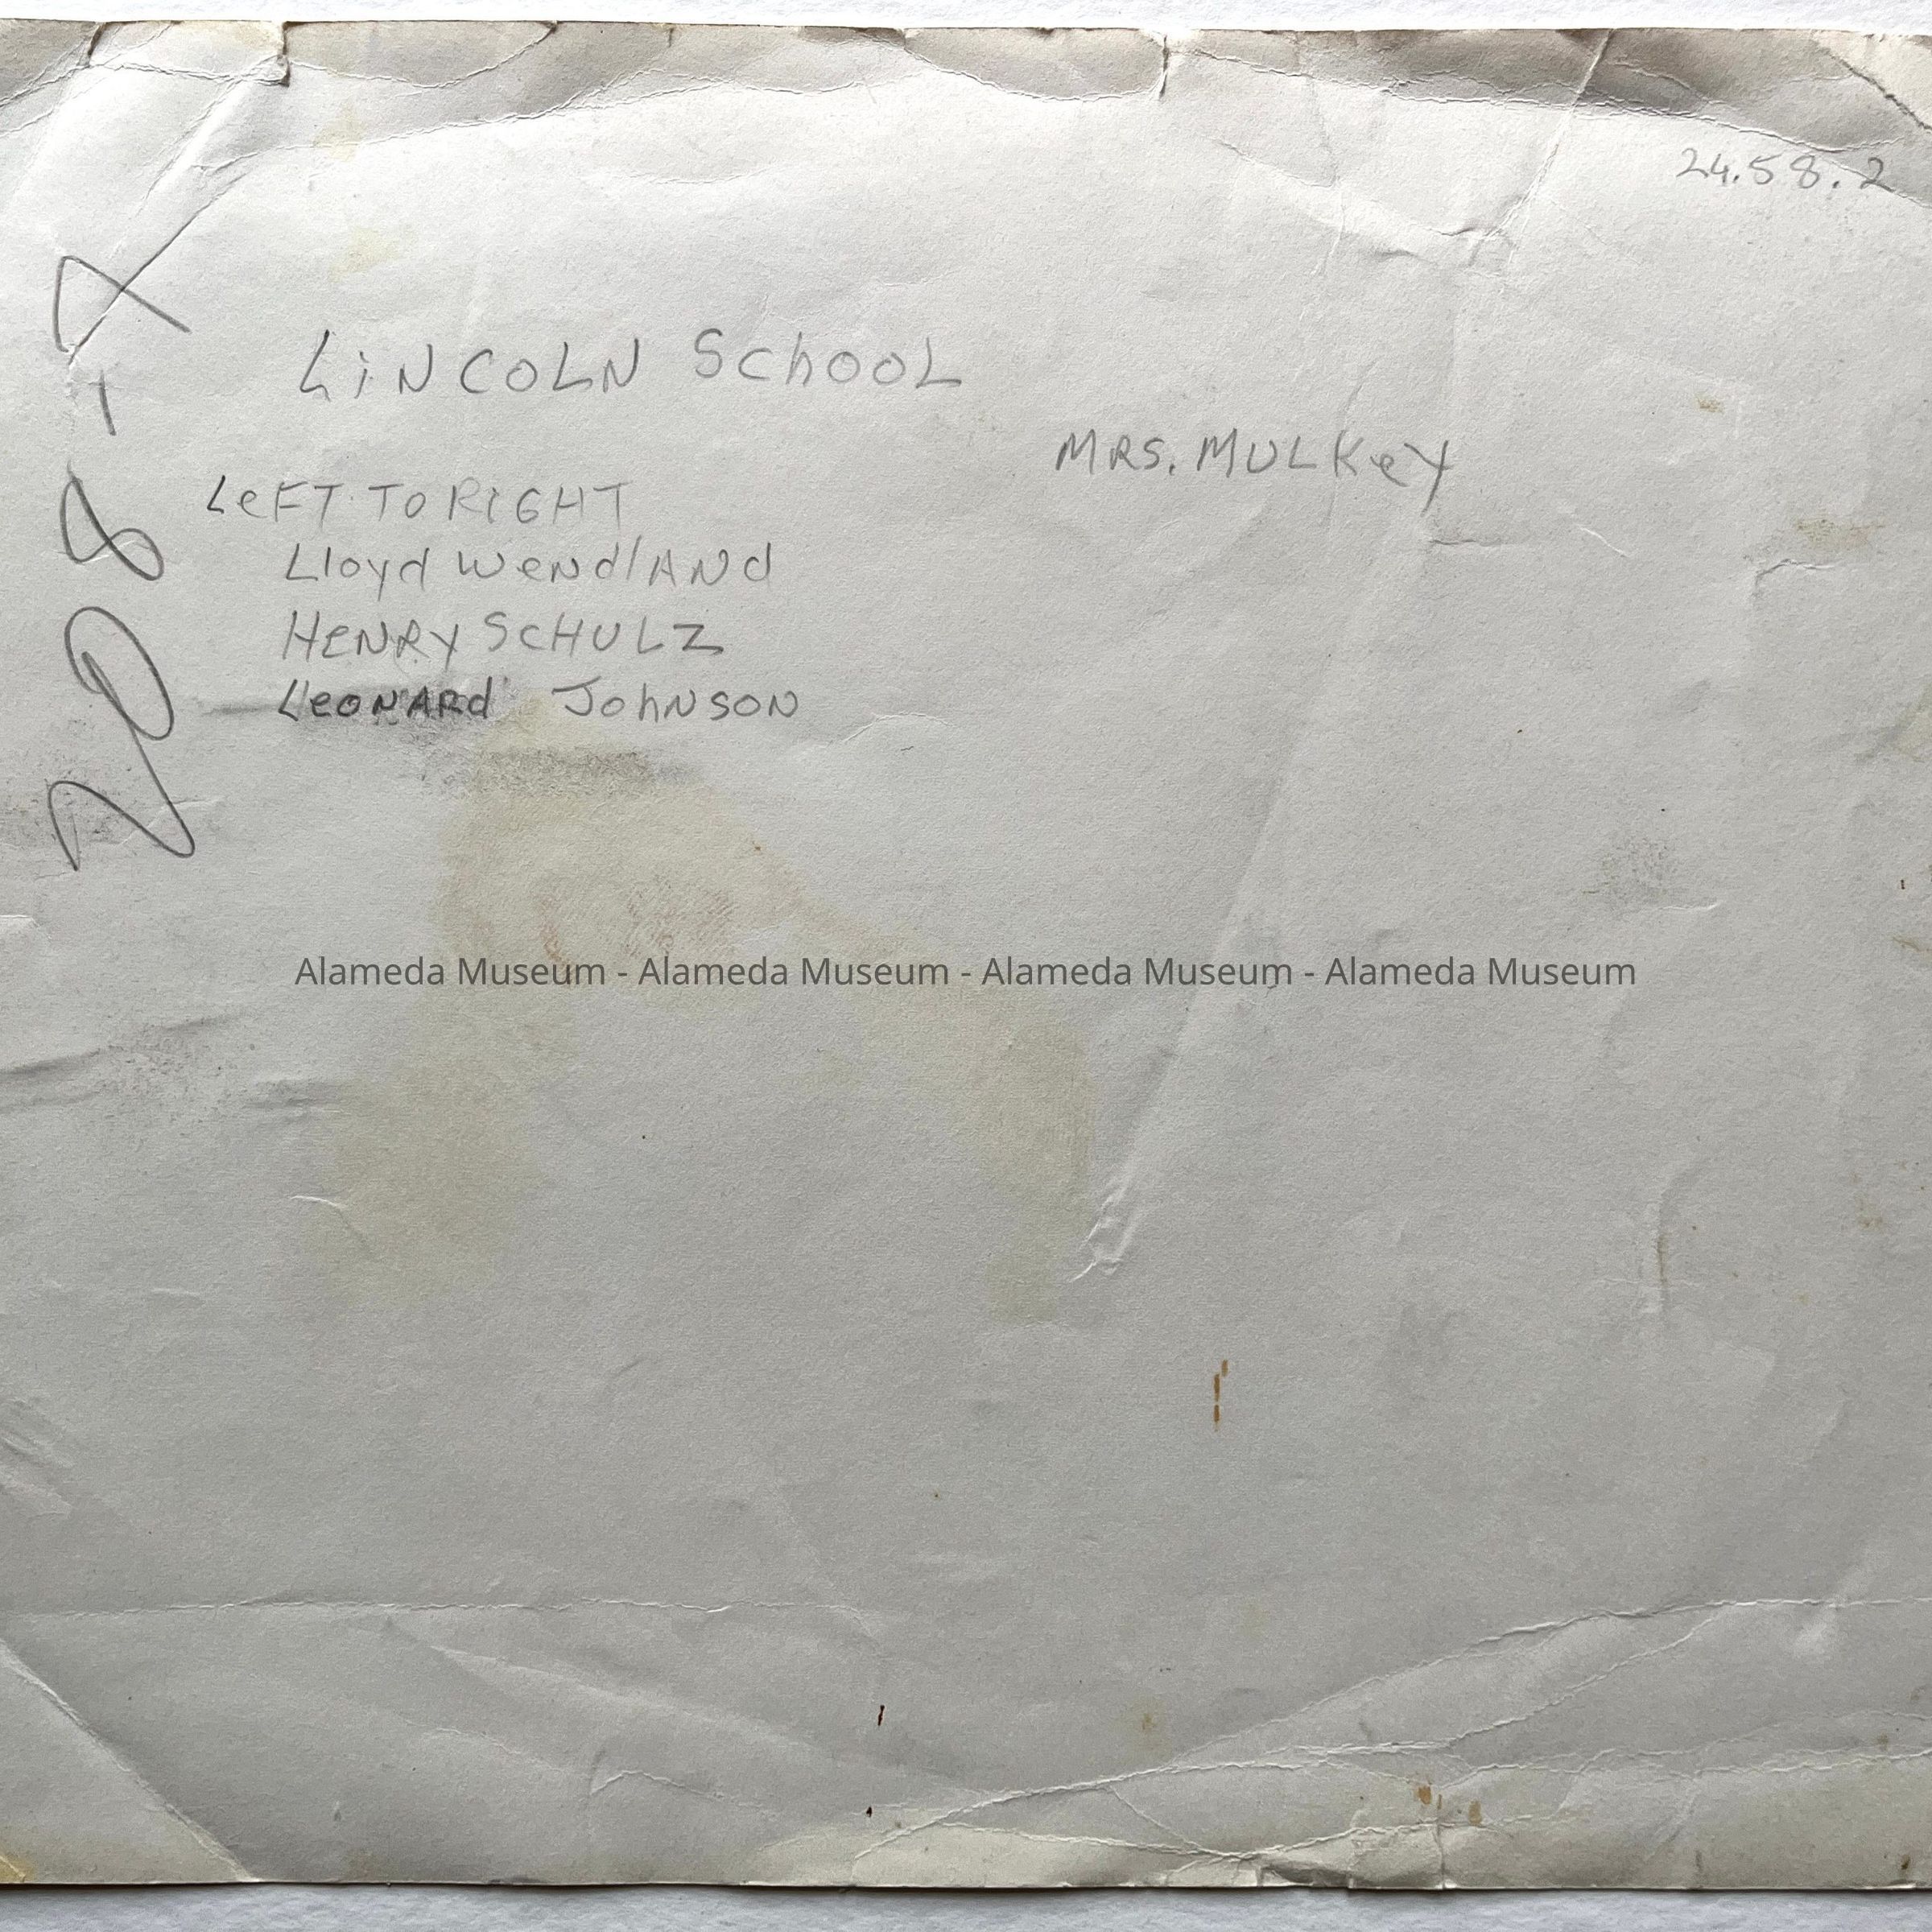 24.58.2
LiNCOLN SchOOL
MRS. MULKeY
LeFT TO RIGHT
Lloyd WeNdlANd
HeNRY SCHULZ
LeONARd JohNSON
Alameda Museum - Alameda Museum - Alameda Museum - Alameda Museum